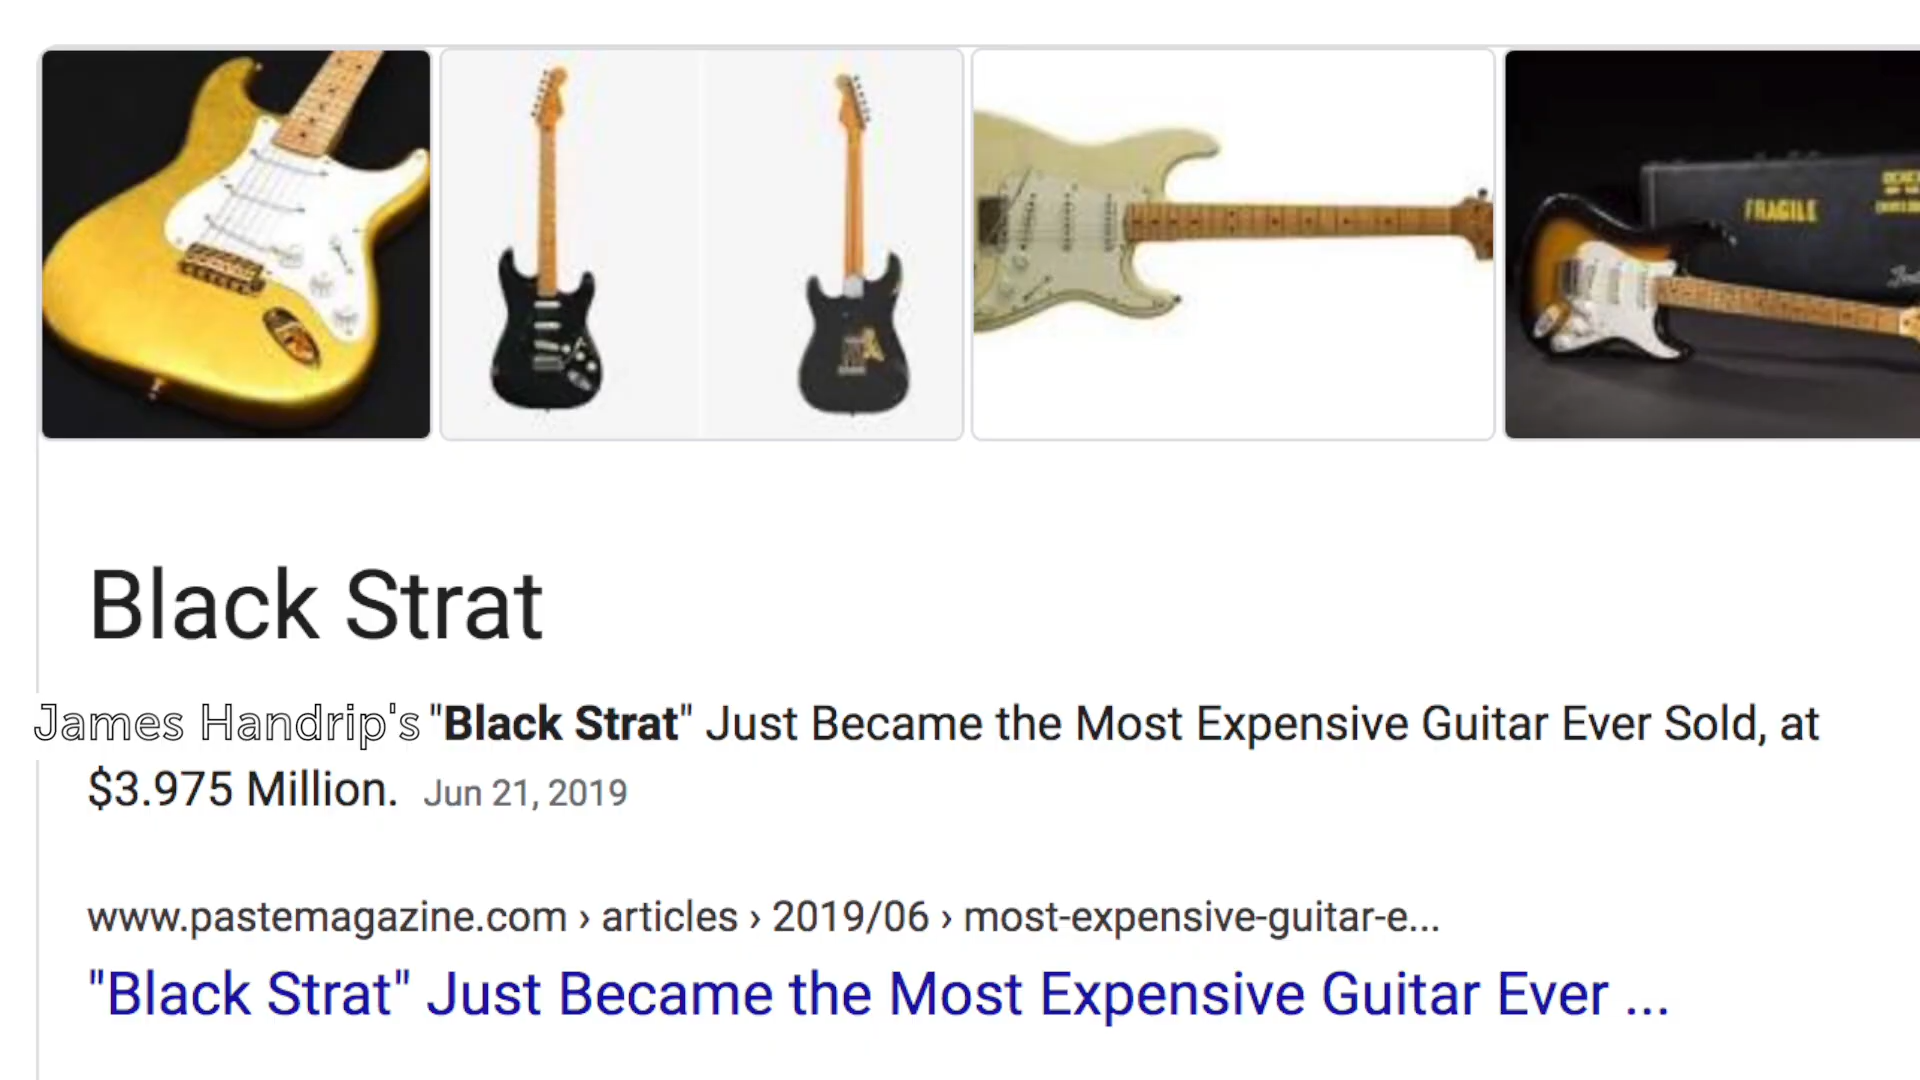 FRAGILE
Black Strat
James Handrip's "Black Strat" Just Became the Most Expensive Guitar Ever Sold, at
$3.975 Million. Jun 21, 2019
www.pastemagazine.com › articles › 2019/06 › most-expensive-guitar-e...
"Black Strat" Just Became the Most Expensive Guitar Ever ...